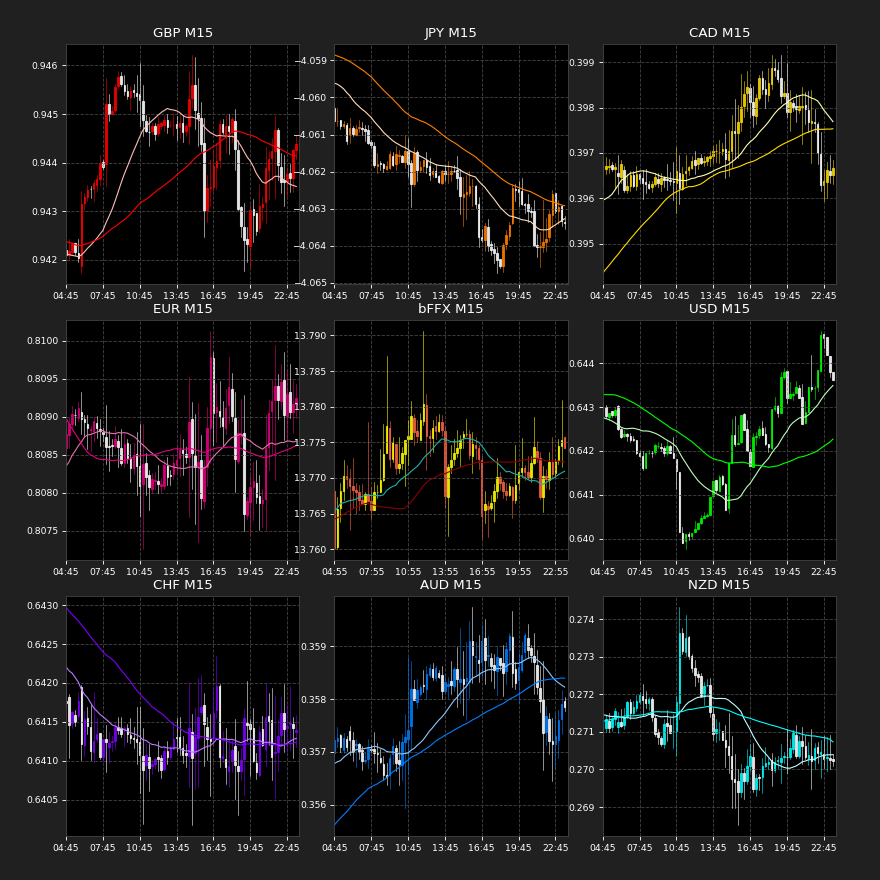 GBP M15
0.946
0.945
0.944
0.943
0.942
04:45 07:45 10:45 13:45 16:45 19:45 22:45
JPY M15
−4.059
−4.060
−4.061
−4.062
−4.063
−4.064
−4.065
04:45 07:45 10:45 13:45 16:45 19:45 22:45
CAD M15
0.399
0.398
0.397
0.396
0.395
04:45 07:45 10:45 13:45 16:45 19:45 22:45
EUR M15
0.8100
0.8095
0.8090
0.8085
0.8080
0.8075
04:45 07:45 10:45 13:45 16:45 19:45 22:45
bFFX M15
13.790
13.785
13.780
13.775
13.770
13.765
13.760
04:55 07:55 10:55 13:55 16:55 19:55 22:55
USD M15
0.644
0.643
0.642
0.641
0.640
04:45 07:45 10:45 13:45 16:45 19:45 22:45
CHF M15
0.6430
0.6425
0.6420
0.6415
0.6410
0.6405
04:45 07:45 10:45 13:45 16:45 19:45 22:45
AUD M15
0.359
0.358
0.357
0.356
04:45 07:45 10:45 13:45 16:45 19:45 22:45
NZD M15
0.274
0.273
0.272
0.271
0.270
0.269
04:45 07:45 10:45 13:45 16:45 19:45 22:45